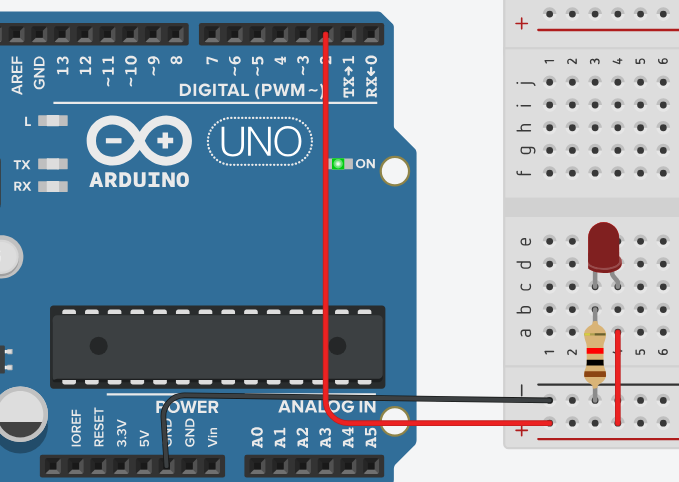 AREF GND 13 12 ~11 ~10 ~9 8 7 ~6 ~5 4 ~3 2 TX→1 RX←0
DIGITAL (PWM~)
L
TX
RX
UNO
ON
ARDUINO
POWER
ANALOG IN
IOREF RESET 3.3V 5V GND GND Vin A0 A1 A2 A3 A4 A5
+
1 2 3 4 5 6
j
i
h
g
f
e
d
c
b
a
1 2 3 4 5 6
−
+